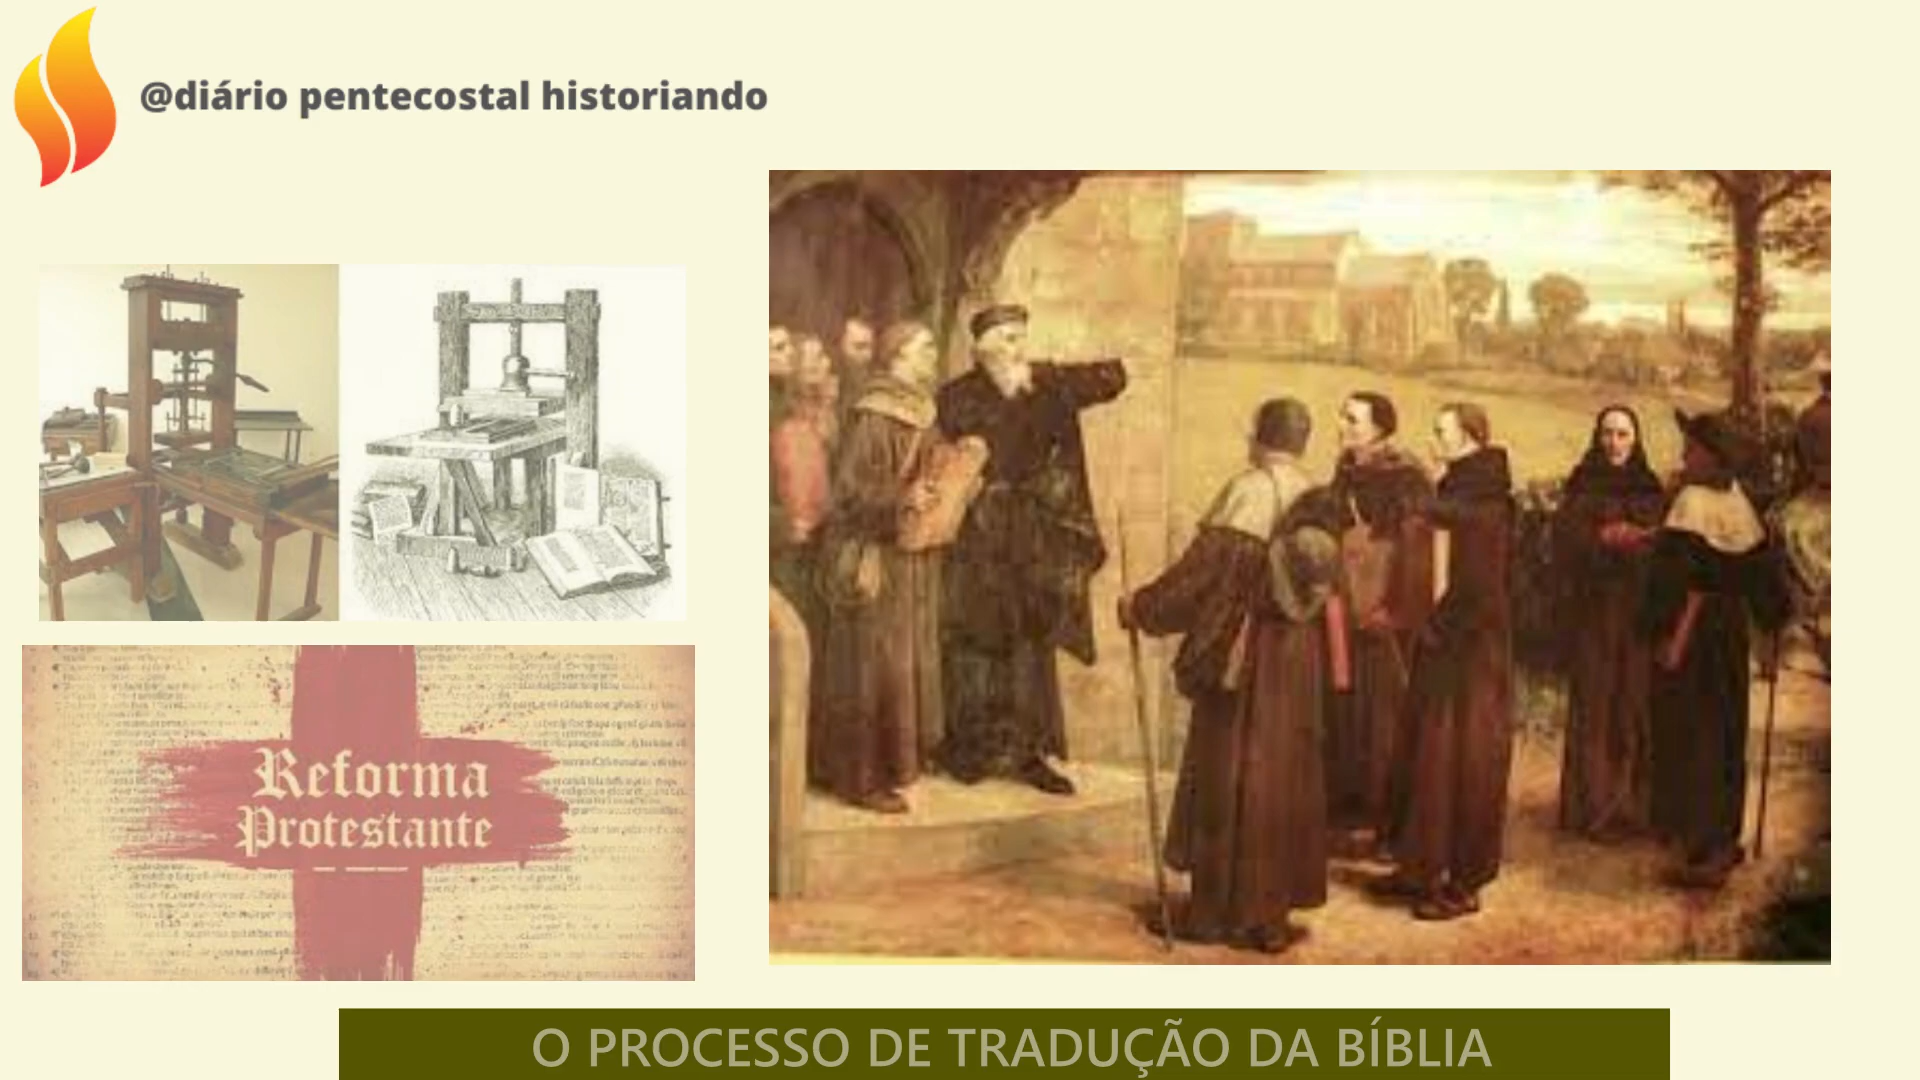 @diário pentecostal historiando
Reforma
Protestante
O PROCESSO DE TRADUÇÃO DA BÍBLIA